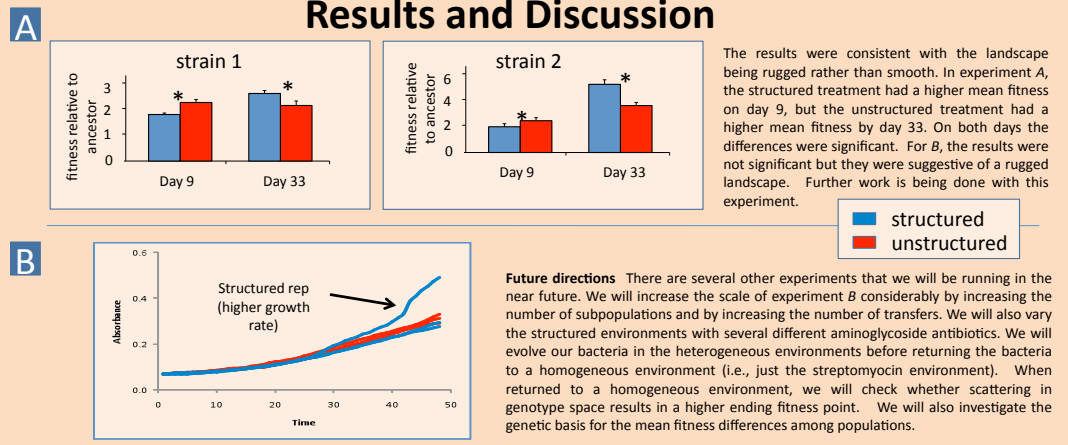 Results and Discussion
A
strain 1
fitness relative to
ancestor
3
2
1
0
*
*
Day 9
Day 33
strain 2
fitness relative
to ancestor
6
4
2
0
*
*
Day 9
Day 33
The results were consistent with the landscape
being rugged rather than smooth. In experiment A,
the structured treatment had a higher mean fitness
on day 9, but the unstructured treatment had a
higher mean fitness by day 33. On both days the
differences were significant. For B, the results were
not significant but they were suggestive of a rugged
landscape. Further work is being done with this
experiment.
structured
unstructured
B
0.6
0.4
0.2
0.0
Absorbance
Structured rep
(higher growth
rate)
0
10
20
30
40
50
Time
Future directions There are several other experiments that we will be running in the
near future. We will increase the scale of experiment B considerably by increasing the
number of subpopulations and by increasing the number of transfers. We will also vary
the structured environments with several different aminoglycoside antibiotics. We will
evolve our bacteria in the heterogeneous environments before returning the bacteria
to a homogeneous environment (i.e., just the streptomycin environment). When
returned to a homogeneous environment, we will check whether scattering in
genotype space results in a higher ending fitness point. We will also investigate the
genetic basis for the mean fitness differences among populations.